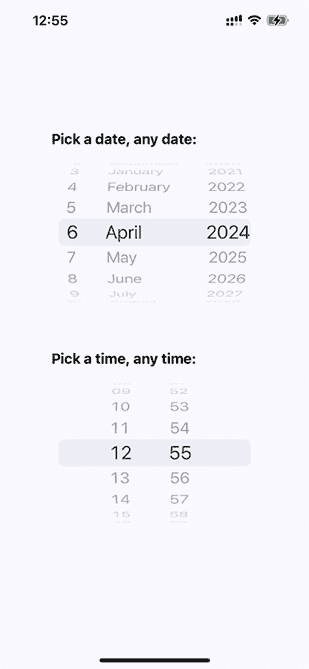 12:55
Pick a date, any date:
3 January 2021
4 February 2022
5 March 2023
6 April 2024
7 May 2025
8 June 2026
9 July 2027
Pick a time, any time:
09 52
10 53
11 54
12 55
13 56
14 57
15 58